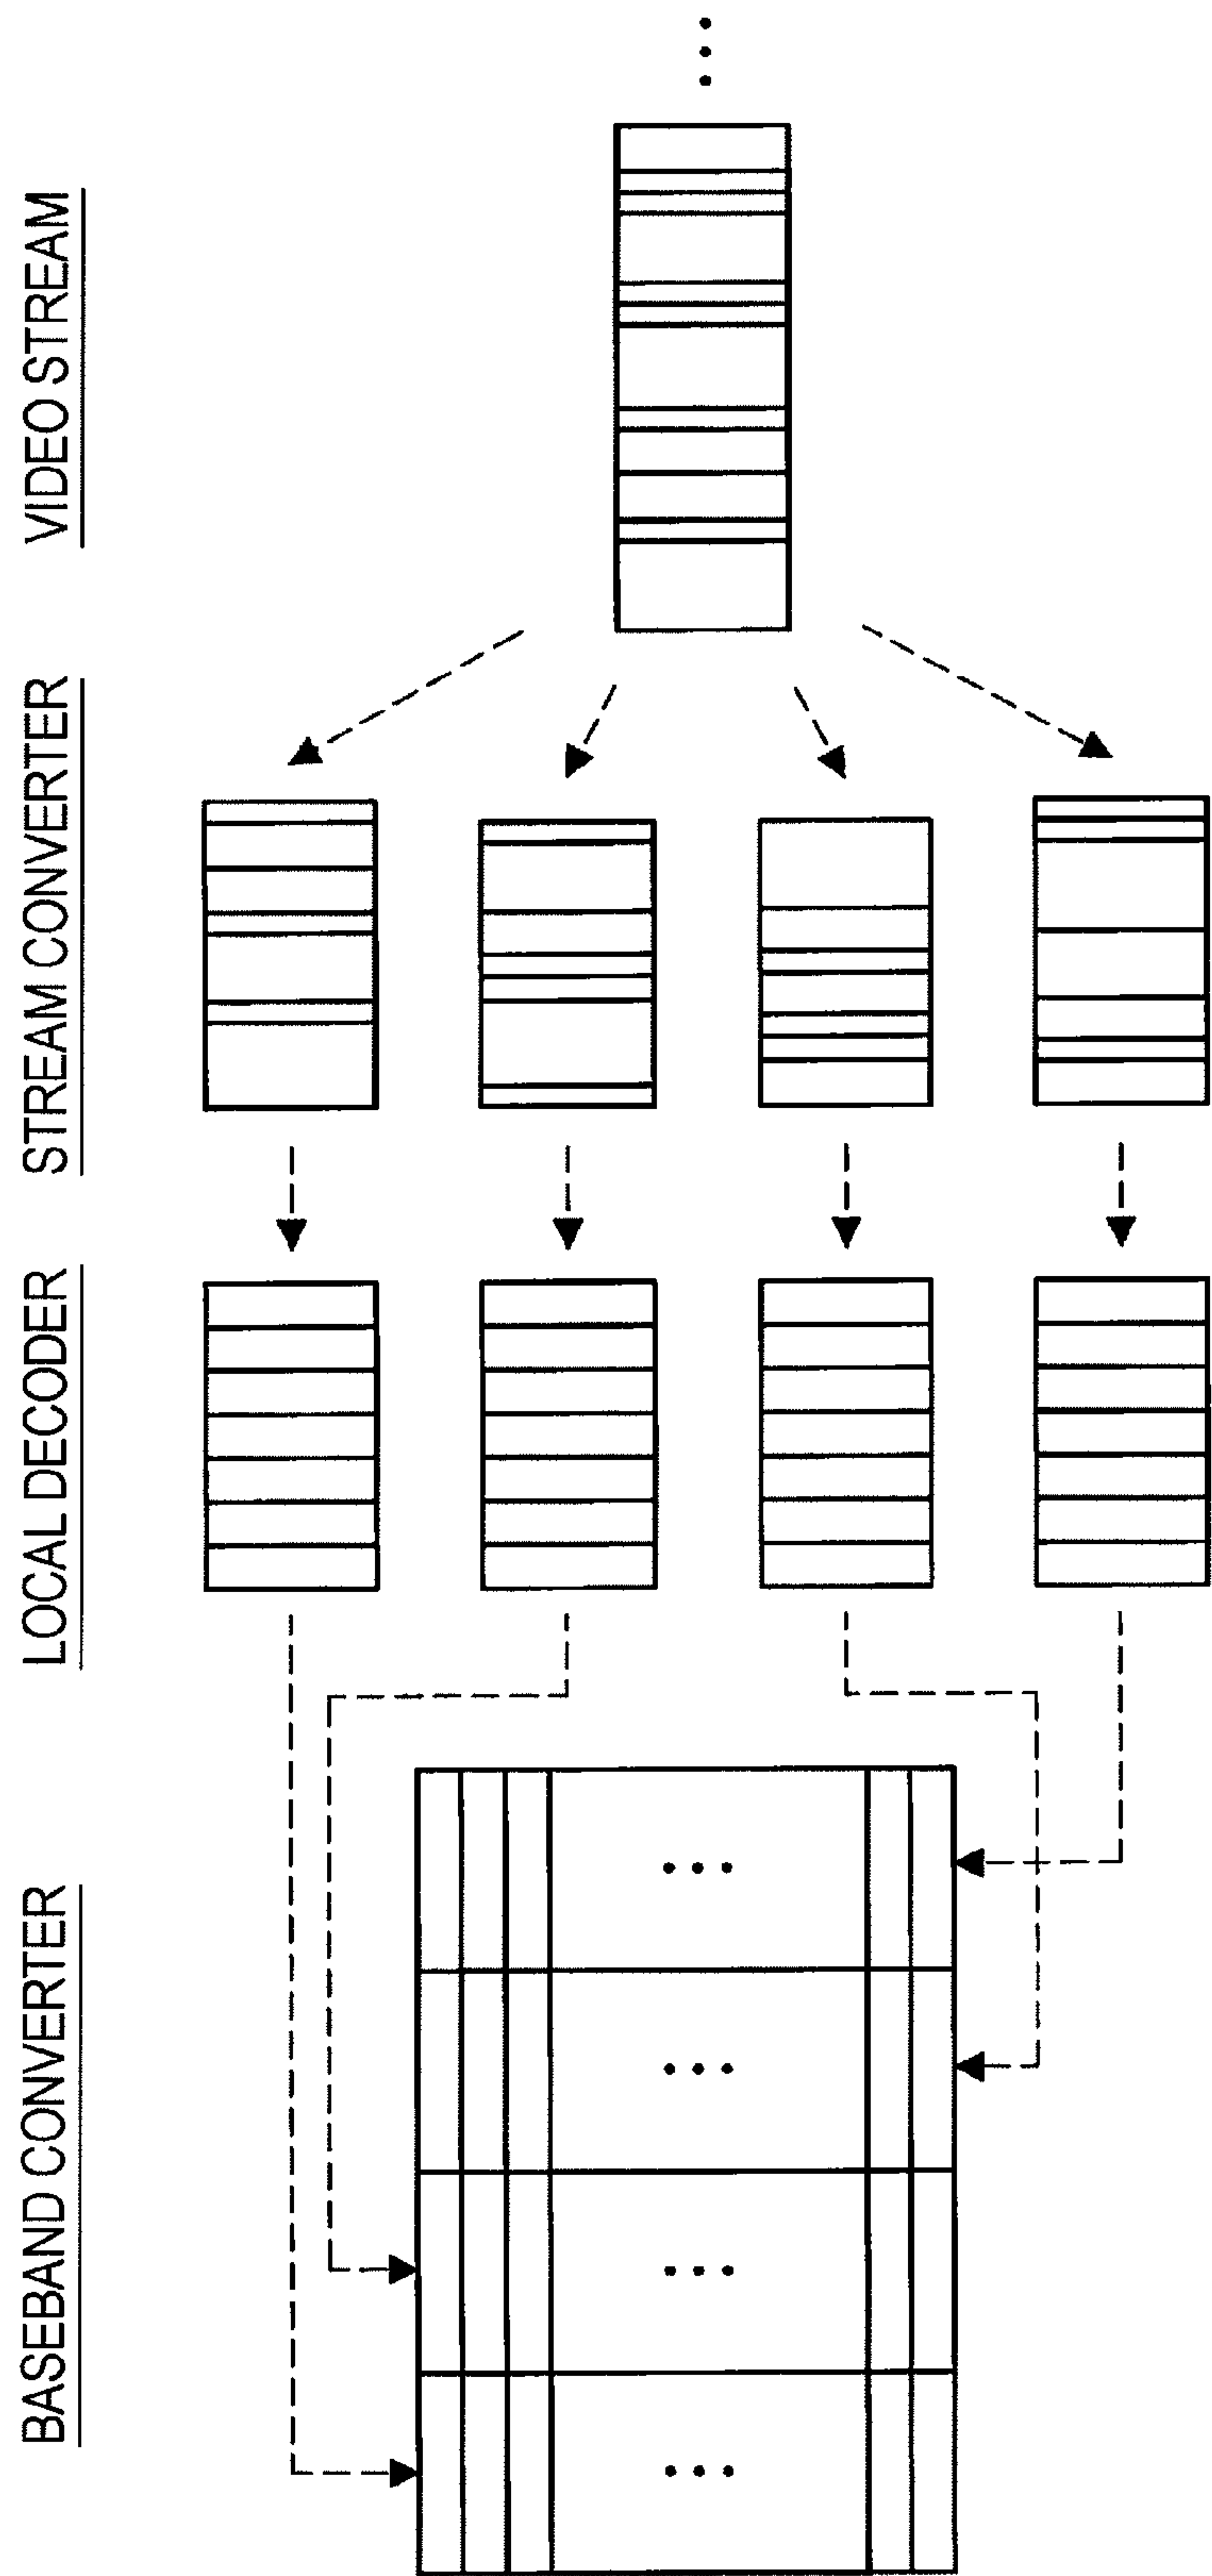 BASEBAND CONVERTER
LOCAL DECODER
STREAM CONVERTER
VIDEO STREAM